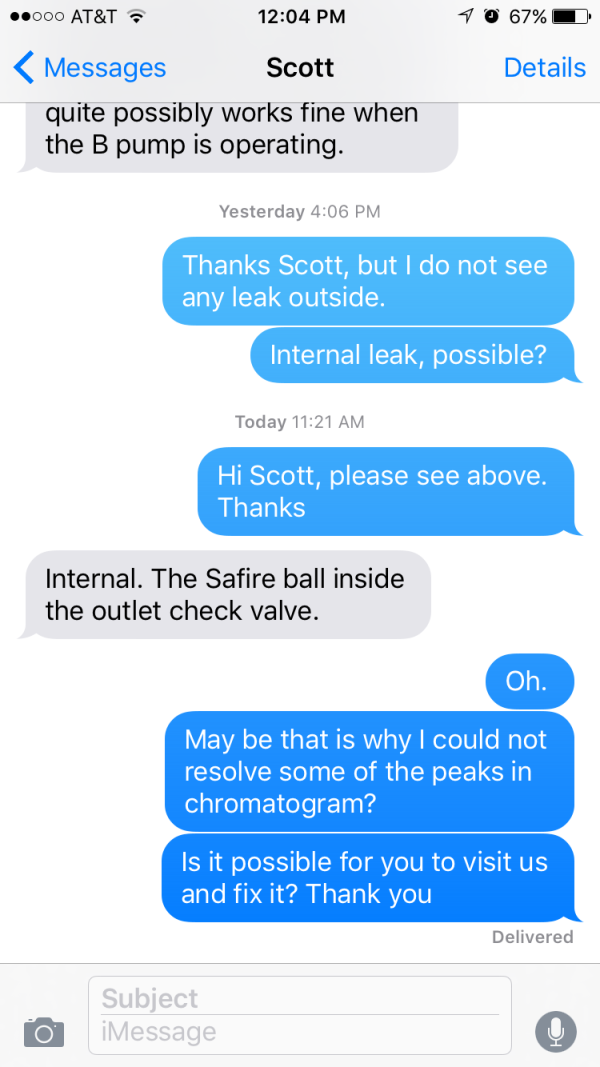 AT&T 12:04 PM 67%
Messages Scott Details
quite possibly works fine when
the B pump is operating.
Yesterday 4:06 PM
Thanks Scott, but I do not see
any leak outside.
Internal leak, possible?
Today 11:21 AM
Hi Scott, please see above.
Thanks
Internal. The Safire ball inside
the outlet check valve.
Oh.
May be that is why I could not
resolve some of the peaks in
chromatogram?
Is it possible for you to visit us
and fix it? Thank you
Delivered
Subject
iMessage